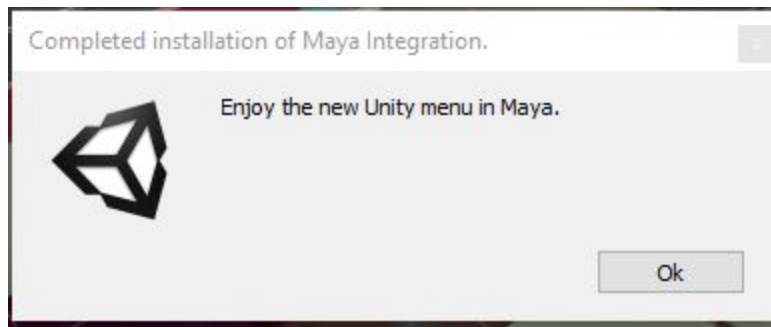 Completed installation of Maya Integration.
Enjoy the new Unity menu in Maya.
Ok